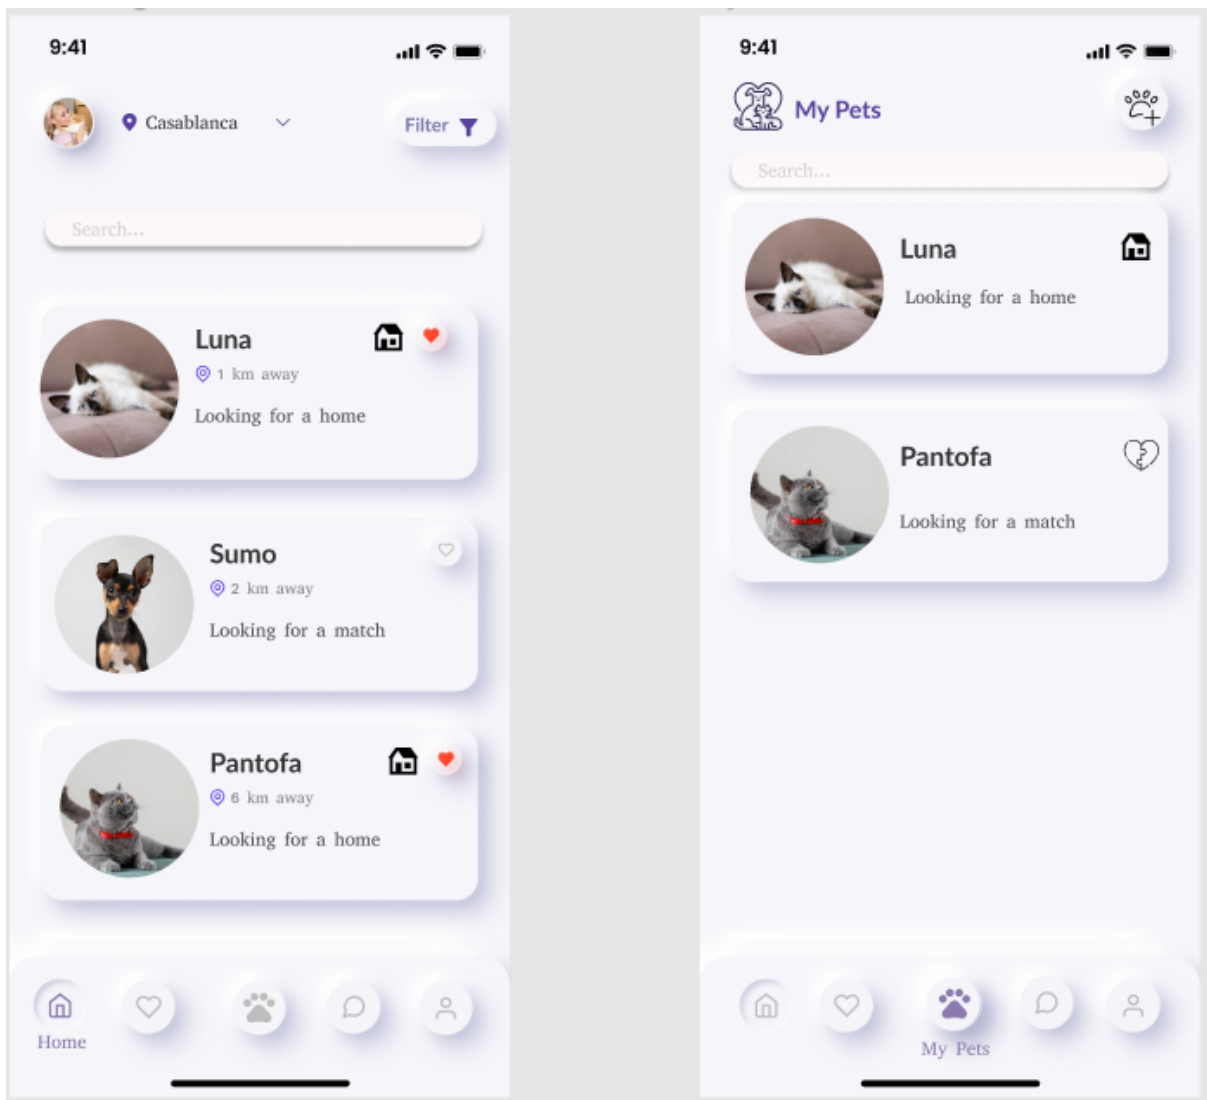 9:41
Casablanca
Filter
Search...
Luna
1 km away
Looking for a home
Sumo
2 km away
Looking for a match
Pantofa
6 km away
Looking for a home
Home
9:41
My Pets
Search...
Luna
Looking for a home
Pantofa
Looking for a match
My Pets